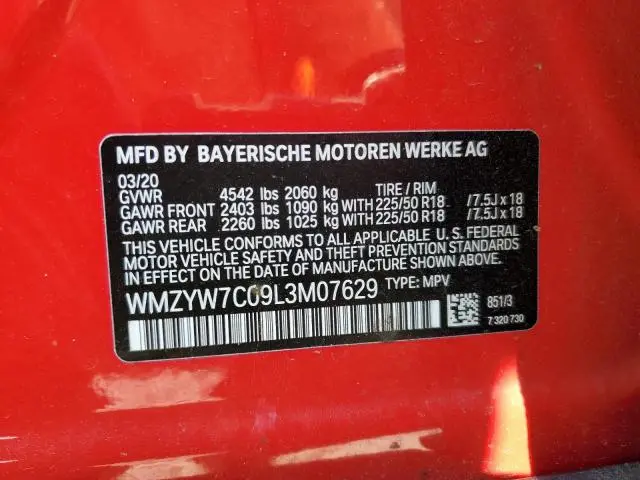 MFD BY BAYERISCHE MOTOREN WERKE AG
03/20
GVWR 4542 lbs 2060 kg TIRE / RIM
GAWR FRONT 2403 lbs 1090 kg WITH 225/50 R18 /7.5J x 18
GAWR REAR 2260 lbs 1025 kg WITH 225/50 R18 /7.5J x 18
THIS VEHICLE CONFORMS TO ALL APPLICABLE U. S. FEDERAL
MOTOR VEHICLE SAFETY AND THEFT PREVENTION STANDARDS
IN EFFECT ON THE DATE OF MANUFACTURE SHOWN ABOVE.
WMZYW7C09L3M07629 TYPE: MPV
851/3
7 320 730